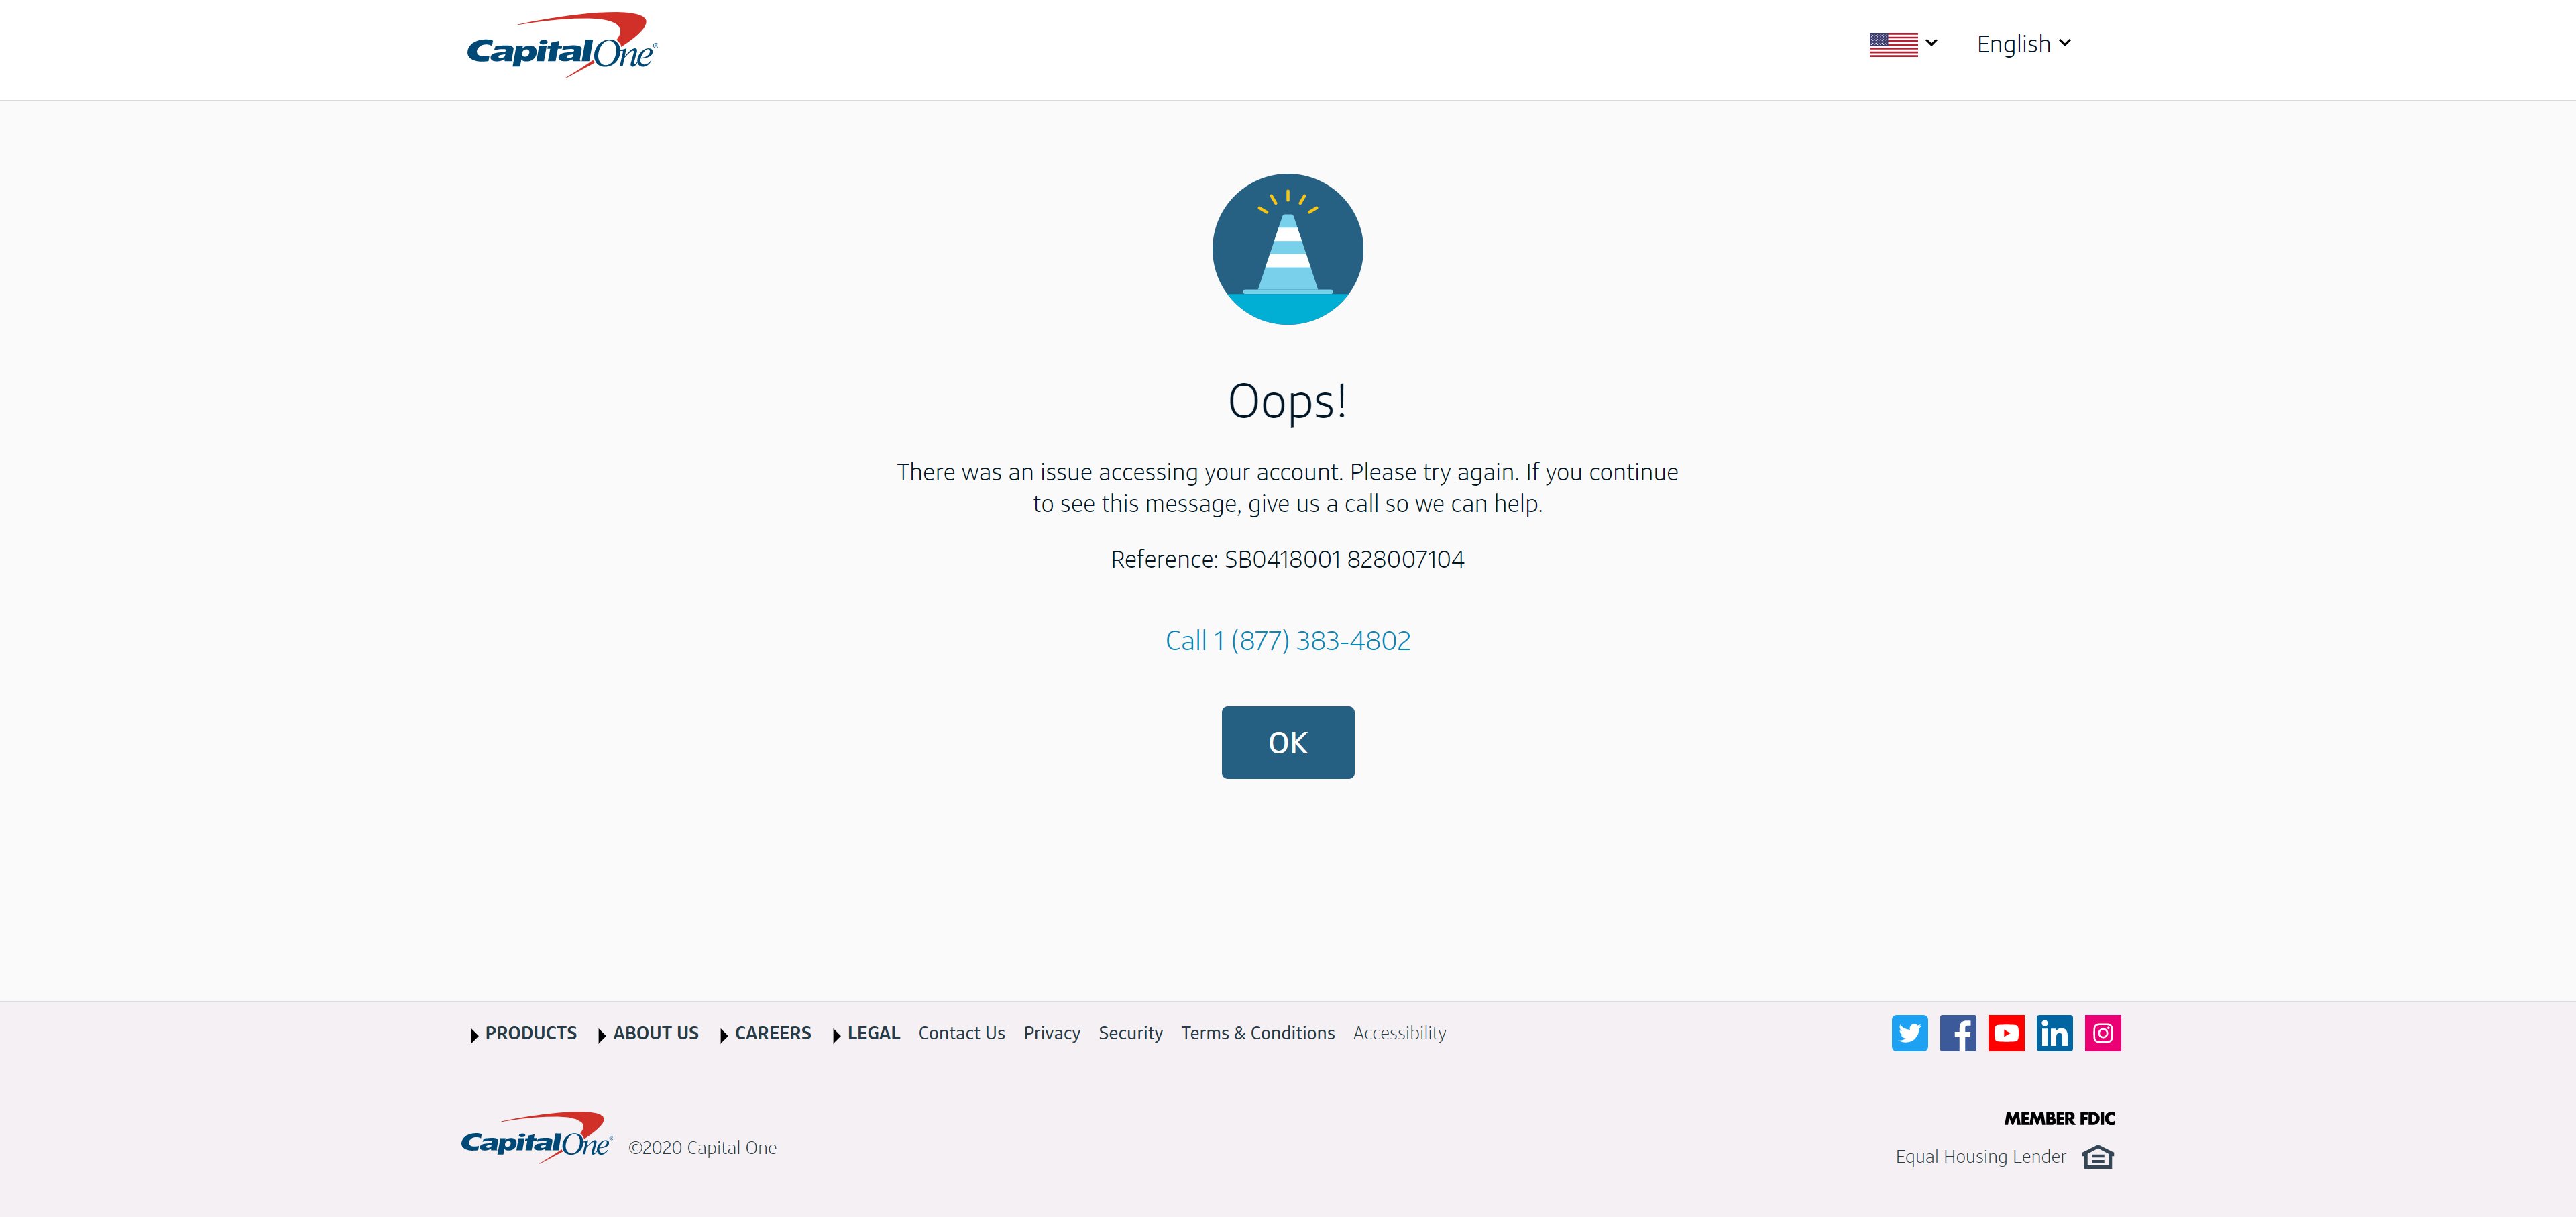 CapitalOne®
English
Oops!
There was an issue accessing your account. Please try again. If you continue
to see this message, give us a call so we can help.
Reference: SB0418001 828007104
Call 1 (877) 383-4802
OK
PRODUCTS ABOUT US CAREERS LEGAL Contact Us Privacy Security Terms & Conditions Accessibility
in
MEMBER FDIC
CapitalOne® ©2020 Capital One
Equal Housing Lender